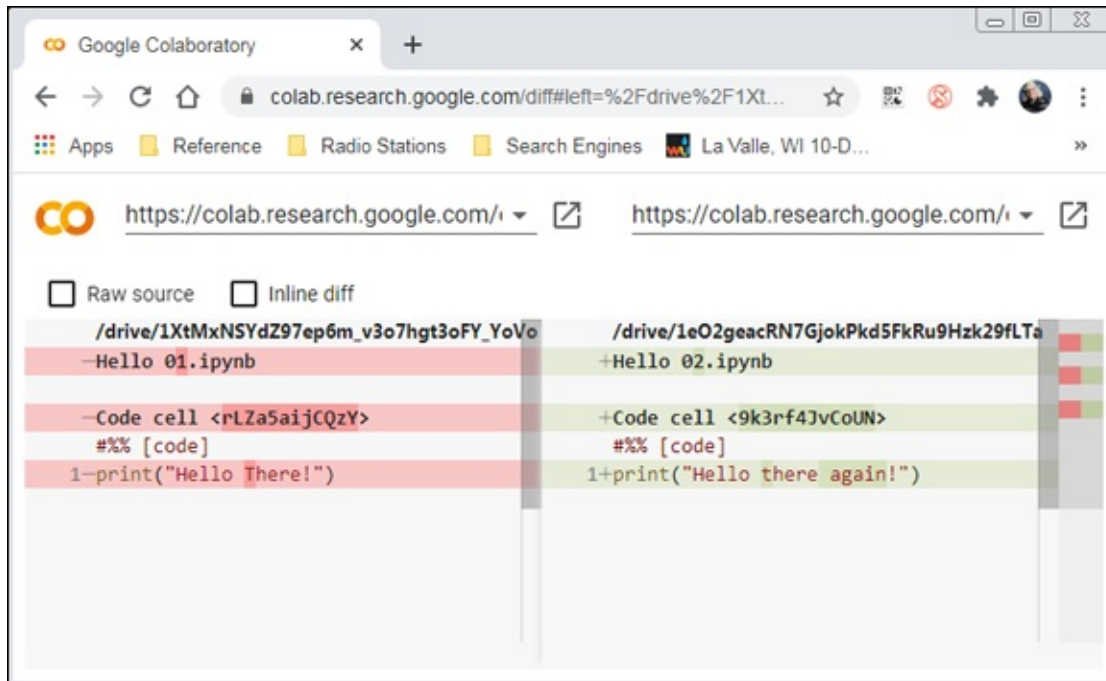 Google Colaboratory
colab.research.google.com/diff#left=%2Fdrive%2F1Xt...
Apps Reference Radio Stations Search Engines La Valle, WI 10-D...
https://colab.research.google.com/ https://colab.research.google.com/
Raw source Inline diff
/drive/1XtMxNSYdZ97ep6m_v3o7hgt3oFY_YoVo /drive/1eO2geacRN7GjokPkd5FkRu9Hzk29fLTa
—Hello 01.ipynb +Hello 02.ipynb
—Code cell <rLZa5aijCQzY> +Code cell <9k3rf4JvCoUN>
#%% [code] #%% [code]
1—print("Hello There!") 1+print("Hello there again!")